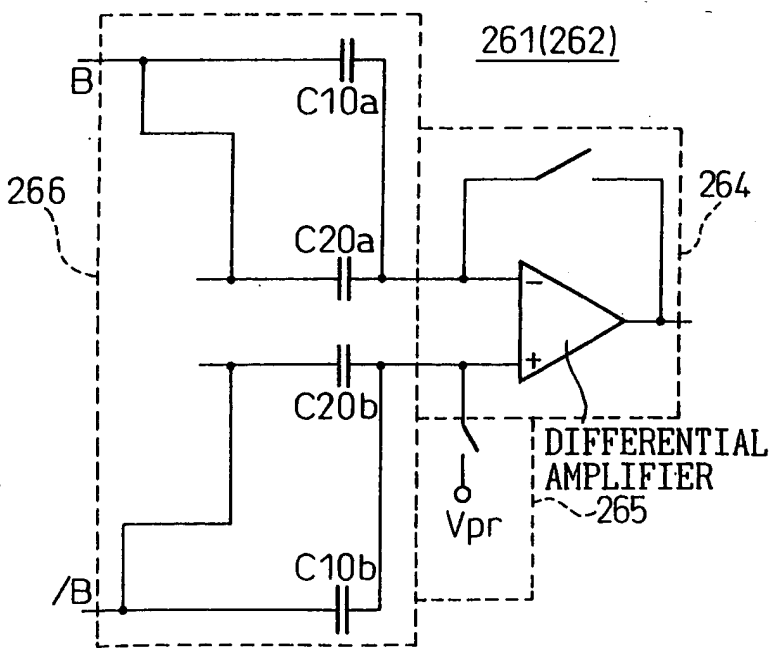 261(262)
B
C10a
266
264
C20a
−
+
C20b
DIFFERENTIAL
AMPLIFIER
265
Vpr
C10b
/B